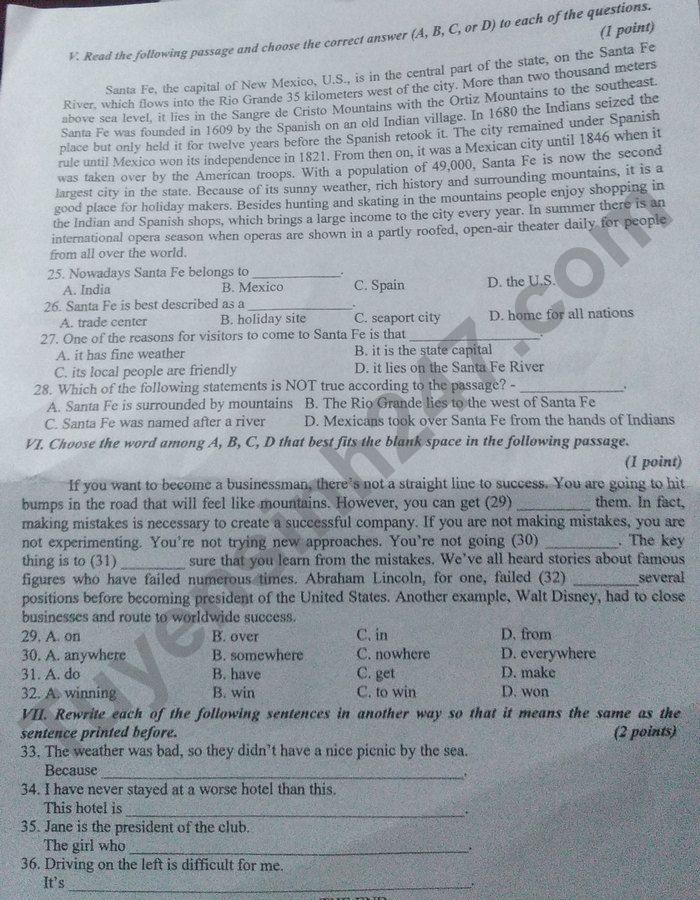 V. Read the following passage and choose the correct answer (A, B, C, or D) to each of the questions.
(1 point)
Santa Fe, the capital of New Mexico, U.S., is in the central part of the state, on the Santa Fe
River, which flows into the Rio Grande 35 kilometers west of the city. More than two thousand meters
above sea level, it lies in the Sangre de Cristo Mountains with the Ortiz Mountains to the southeast.
Santa Fe was founded in 1609 by the Spanish on an old Indian village. In 1680 the Indians seized the
place but only held it for twelve years before the Spanish retook it. The city remained under Spanish
rule until Mexico won its independence in 1821. From then on, it was a Mexican city until 1846 when it
was taken over by the American troops. With a population of 49,000, Santa Fe is now the second
largest city in the state. Because of its sunny weather, rich history and surrounding mountains, it is a
good place for holiday makers. Besides hunting and skating in the mountains people enjoy shopping in
the Indian and Spanish shops, which brings a large income to the city every year. In summer there is an
international opera season when operas are shown in a partly roofed, open-air theater daily for people
from all over the world.
25. Nowadays Santa Fe belongs to ____________.
A. India B. Mexico C. Spain D. the U.S.
26. Santa Fe is best described as a ______________.
A. trade center B. holiday site C. seaport city D. home for all nations
27. One of the reasons for visitors to come to Santa Fe is that __________________.
A. it has fine weather B. it is the state capital
C. its local people are friendly D. it lies on the Santa Fe River
28. Which of the following statements is NOT true according to the passage? - ______________.
A. Santa Fe is surrounded by mountains B. The Rio Grande lies to the west of Santa Fe
C. Santa Fe was named after a river D. Mexicans took over Santa Fe from the hands of Indians
VI. Choose the word among A, B, C, D that best fits the blank space in the following passage.
(1 point)
If you want to become a businessman, there's not a straight line to success. You are going to hit
bumps in the road that will feel like mountains. However, you can get (29) __________ them. In fact,
making mistakes is necessary to create a successful company. If you are not making mistakes, you are
not experimenting. You're not trying new approaches. You're not going (30) __________. The key
thing is to (31) ________ sure that you learn from the mistakes. We've all heard stories about famous
figures who have failed numerous times. Abraham Lincoln, for one, failed (32) ________several
positions before becoming president of the United States. Another example, Walt Disney, had to close
businesses and route to worldwide success.
29. A. on B. over C. in D. from
30. A. anywhere B. somewhere C. nowhere D. everywhere
31. A. do B. have C. get D. make
32. A. winning B. win C. to win D. won
VII. Rewrite each of the following sentences in another way so that it means the same as the
sentence printed before. (2 points)
33. The weather was bad, so they didn't have a nice picnic by the sea.
Because ______________________________________.
34. I have never stayed at a worse hotel than this.
This hotel is ____________________________________.
35. Jane is the president of the club.
The girl who ____________________________________.
36. Driving on the left is difficult for me.
It's ____________________________________________.
THE END
tuyensinh247.com